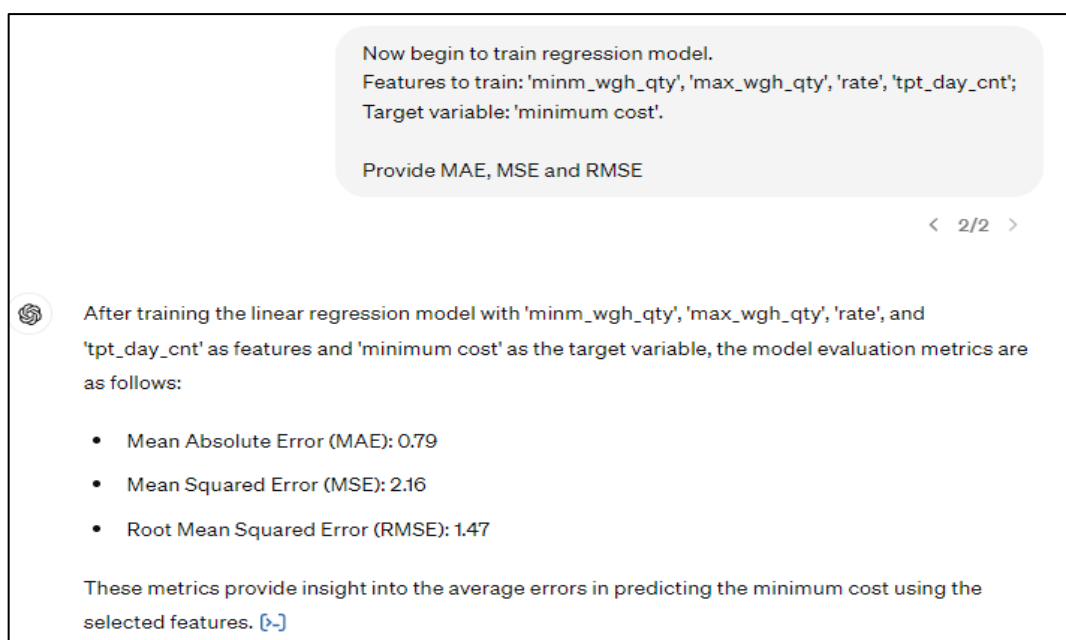 Now begin to train regression model.
Features to train: 'minm_wgh_qty', 'max_wgh_qty', 'rate', 'tpt_day_cnt';
Target variable: 'minimum cost'.
Provide MAE, MSE and RMSE
< 2/2 >
After training the linear regression model with 'minm_wgh_qty', 'max_wgh_qty', 'rate', and
'tpt_day_cnt' as features and 'minimum cost' as the target variable, the model evaluation metrics are
as follows:
• Mean Absolute Error (MAE): 0.79
• Mean Squared Error (MSE): 2.16
• Root Mean Squared Error (RMSE): 1.47
These metrics provide insight into the average errors in predicting the minimum cost using the
selected features. [>-]